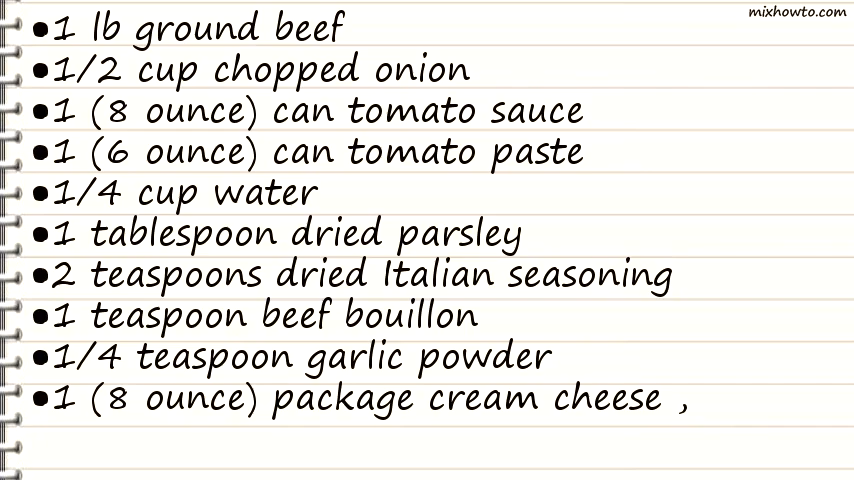 mixhowto.com
•1 lb ground beef
•1/2 cup chopped onion
•1 (8 ounce) can tomato sauce
•1 (6 ounce) can tomato paste
•1/4 cup water
•1 tablespoon dried parsley
•2 teaspoons dried Italian seasoning
•1 teaspoon beef bouillon
•1/4 teaspoon garlic powder
•1 (8 ounce) package cream cheese ,